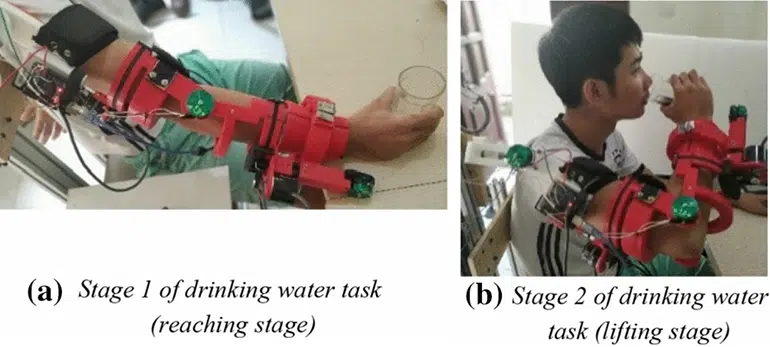 (a) Stage 1 of drinking water task
(reaching stage)
(b) Stage 2 of drinking water
task (lifting stage)